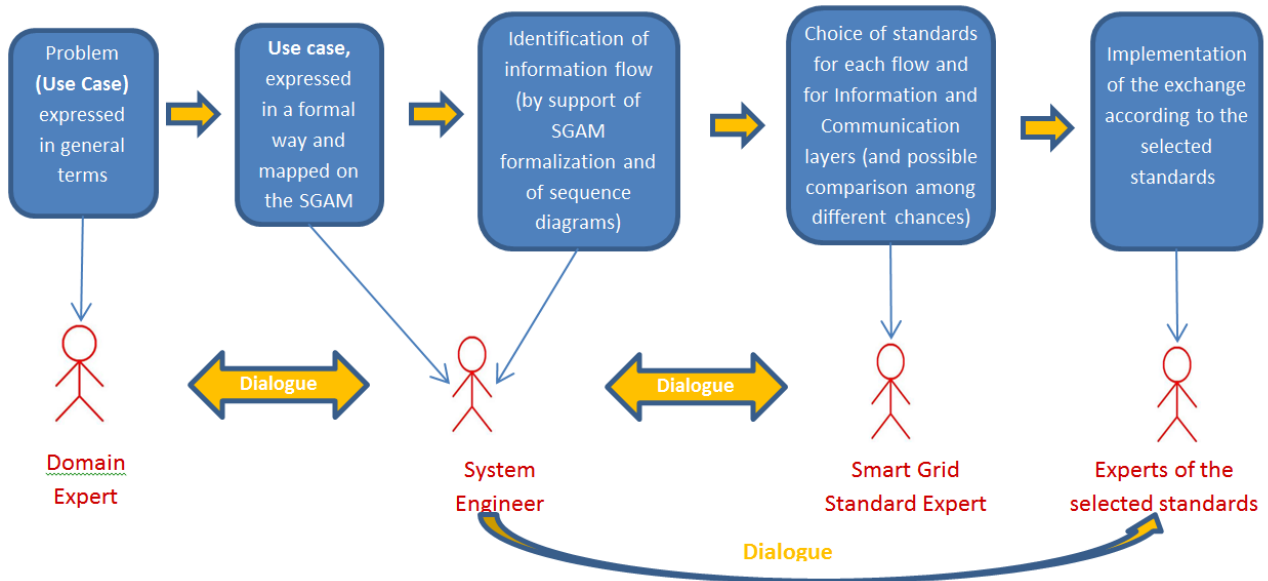 Problem
(Use Case)
expressed
in general
terms
Use case,
expressed
in a formal
way and
mapped on
the SGAM
Identification of
information flow
(by support of
SGAM
formalization and
of sequence
diagrams)
Choice of standards
for each flow and
for Information and
Communication
layers (and possible
comparison among
different chances)
Implementation
of the exchange
according to the
selected
standards
Dialogue
Dialogue
Domain
Expert
System
Engineer
Smart Grid
Standard Expert
Experts of the
selected standards
Dialogue